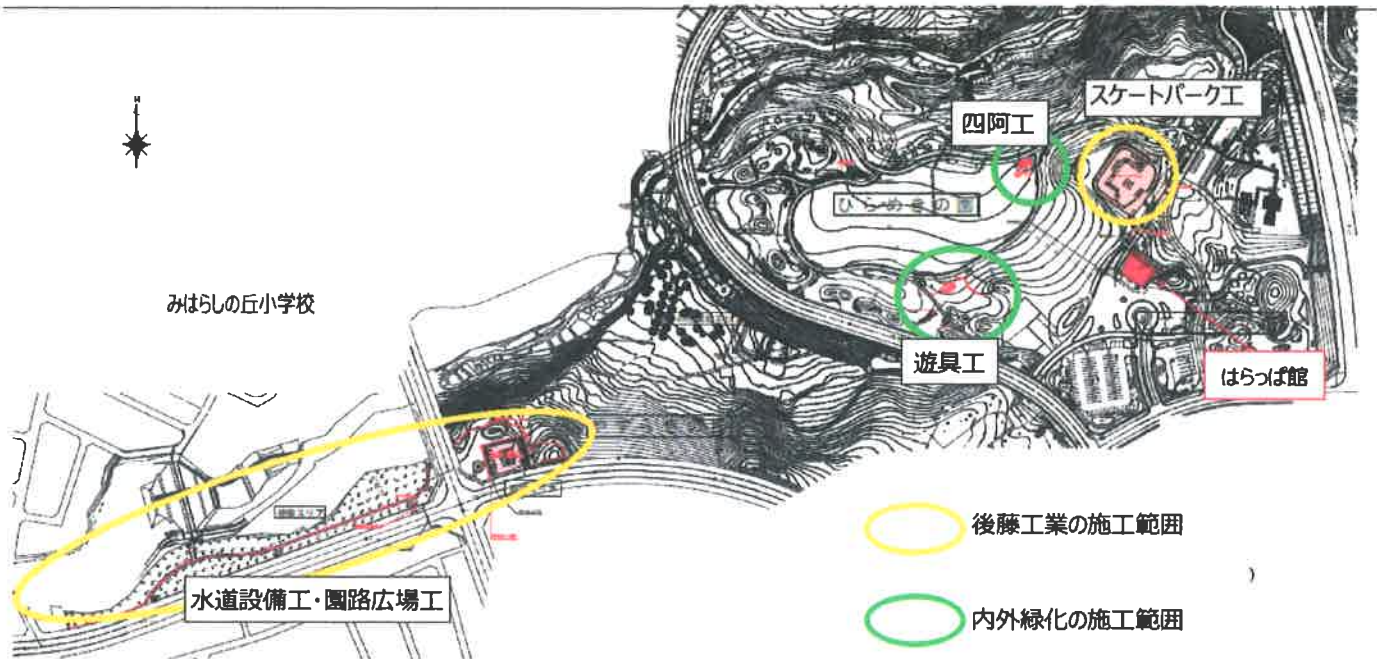 N
スケートパーク工
四阿工
ひらめきの園
みはらしの丘小学校
遊具工
はらっぱ館
後藤工業の施工範囲
水道設備工・園路広場工
内外緑化の施工範囲
)